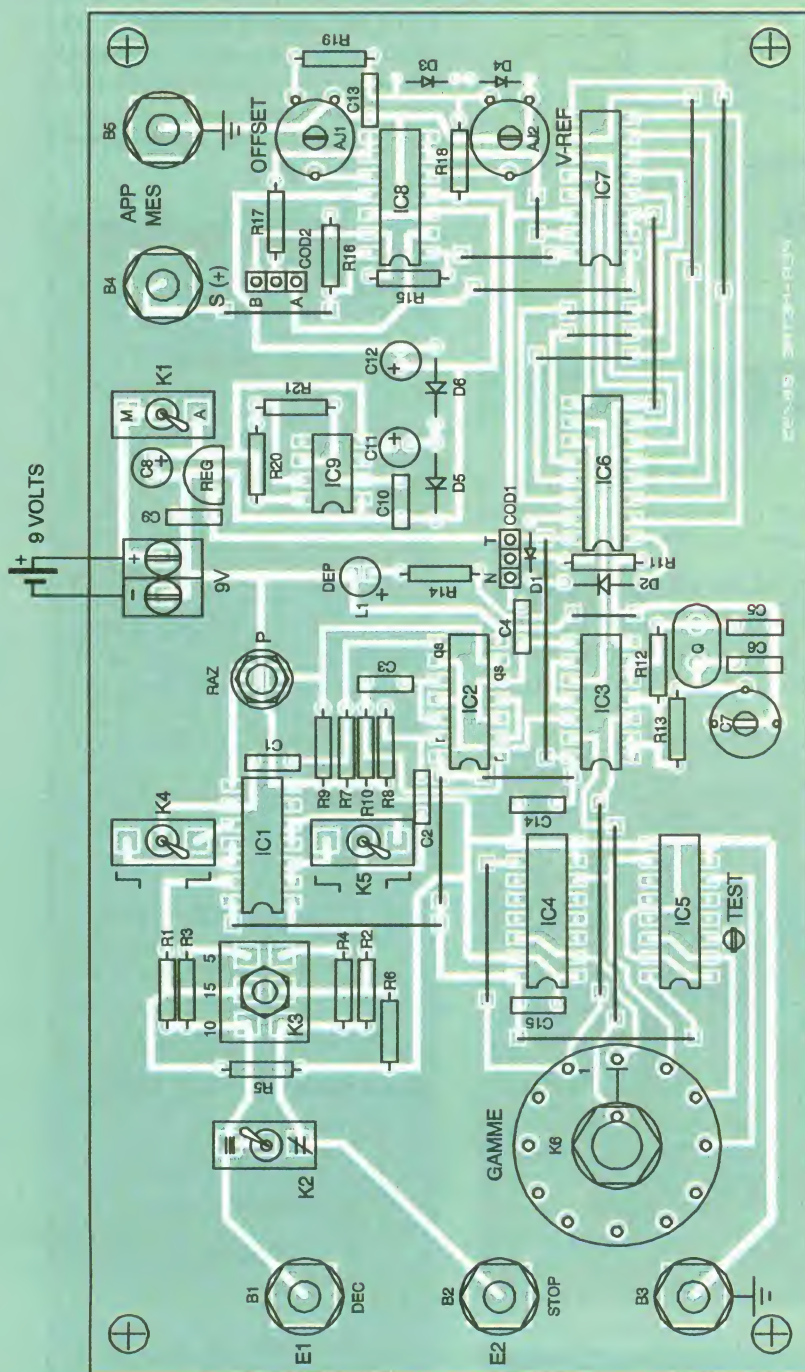 9 VOLTS
R19
D3
D4
B5
OFFSET
AJ1
C13
R18
AJ2
V-REF
APP
MES
IC8
IC7
R17
COD2
B
A
R16
R15
B4
S (+)
M
K1
A
C12
D6
R21
C8
REG
R20
IC9
C11
C10
D5
IC6
+
-
9V
DEP
L1
R14
N
T
COD1
D1
R11
D2
P
RAZ
C3
qs
qs
C4
IC2
r
r
IC3
R12
Q
R13
C7
C1
R9
R7
R10
R8
C2
K4
IC1
K5
C14
IC4
IC5
TEST
R1
R3
5
15
10
K3
R4
R2
R6
C15
R5
K2
GAMME
K6
1
B1
DEC
E1
B2
STOP
E2
B3